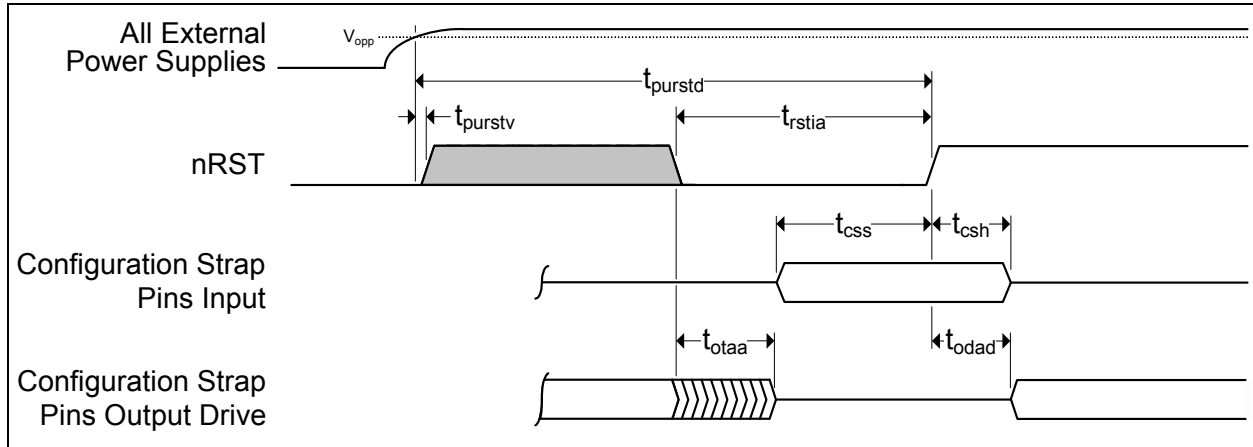 All External
Power Supplies
Vopp
tpurstd
tpurstv
trstia
nRST
tcss
tcsh
Configuration Strap
Pins Input
totaa
todad
Configuration Strap
Pins Output Drive